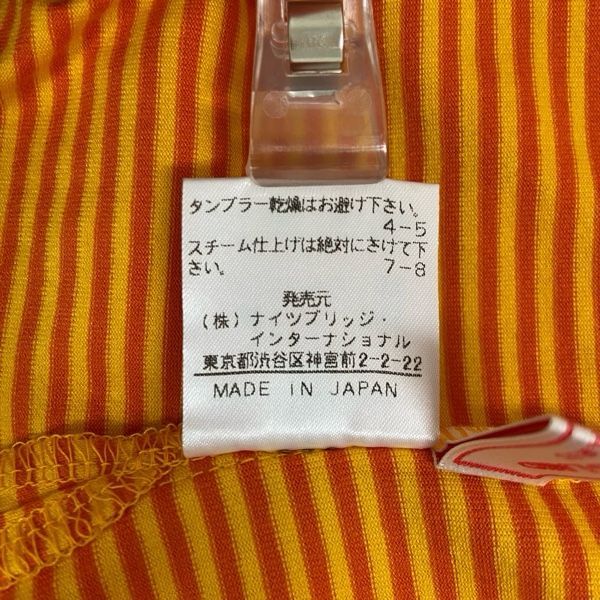 タンブラー乾燥はお避け下さい。
4-5
スチーム仕上げは絶対にさけて下
さい。 7-8
発売元
(株)ナイツブリッジ・
インターナショナル
東京都渋谷区神宮前2-2-22
MADE IN JAPAN